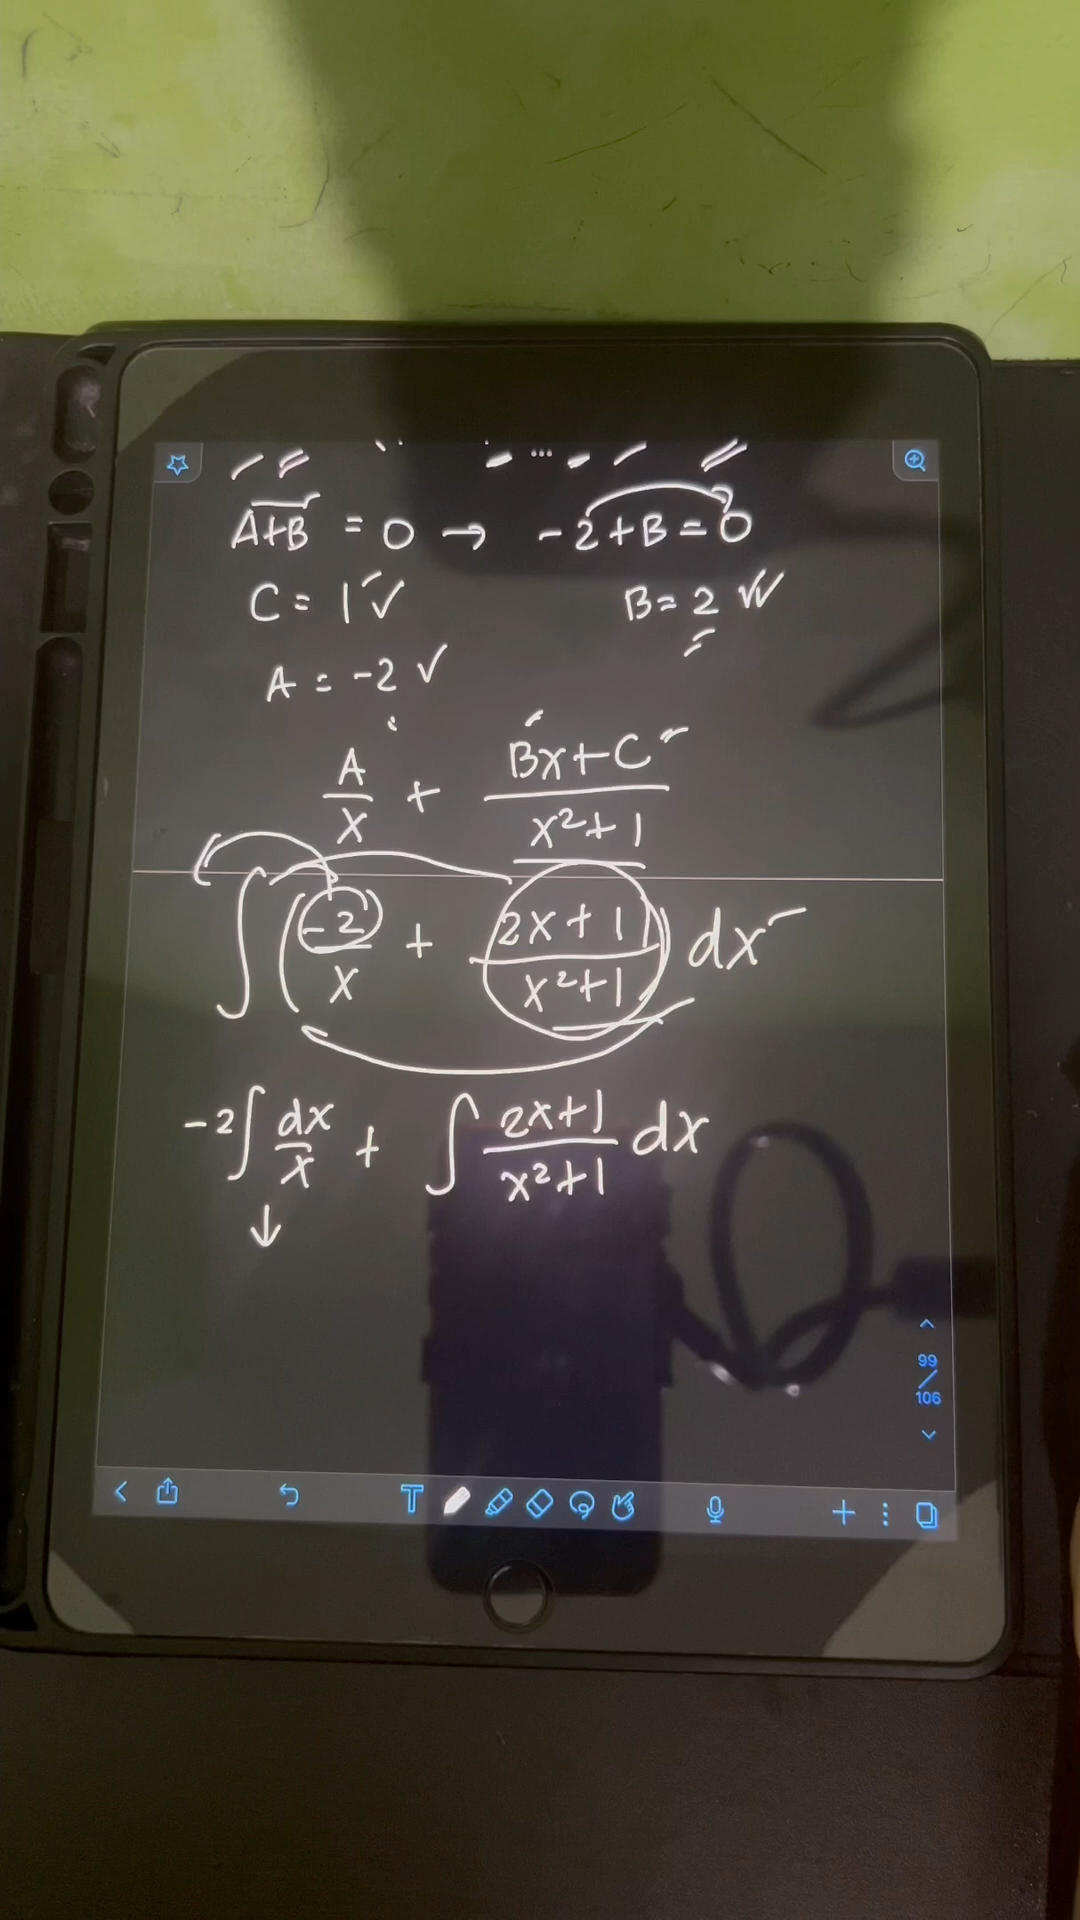 A+B = 0 → -2+B=0
C = 1 ✓ B= 2 ✓✓
A = -2 ✓
A/x + (Bx+C)/(x²+1)
∫ (-2/x + (2x+1)/(x²+1)) dx
-2∫ dx/x + ∫ (2x+1)/(x²+1) dx
↓
99
/
106
T